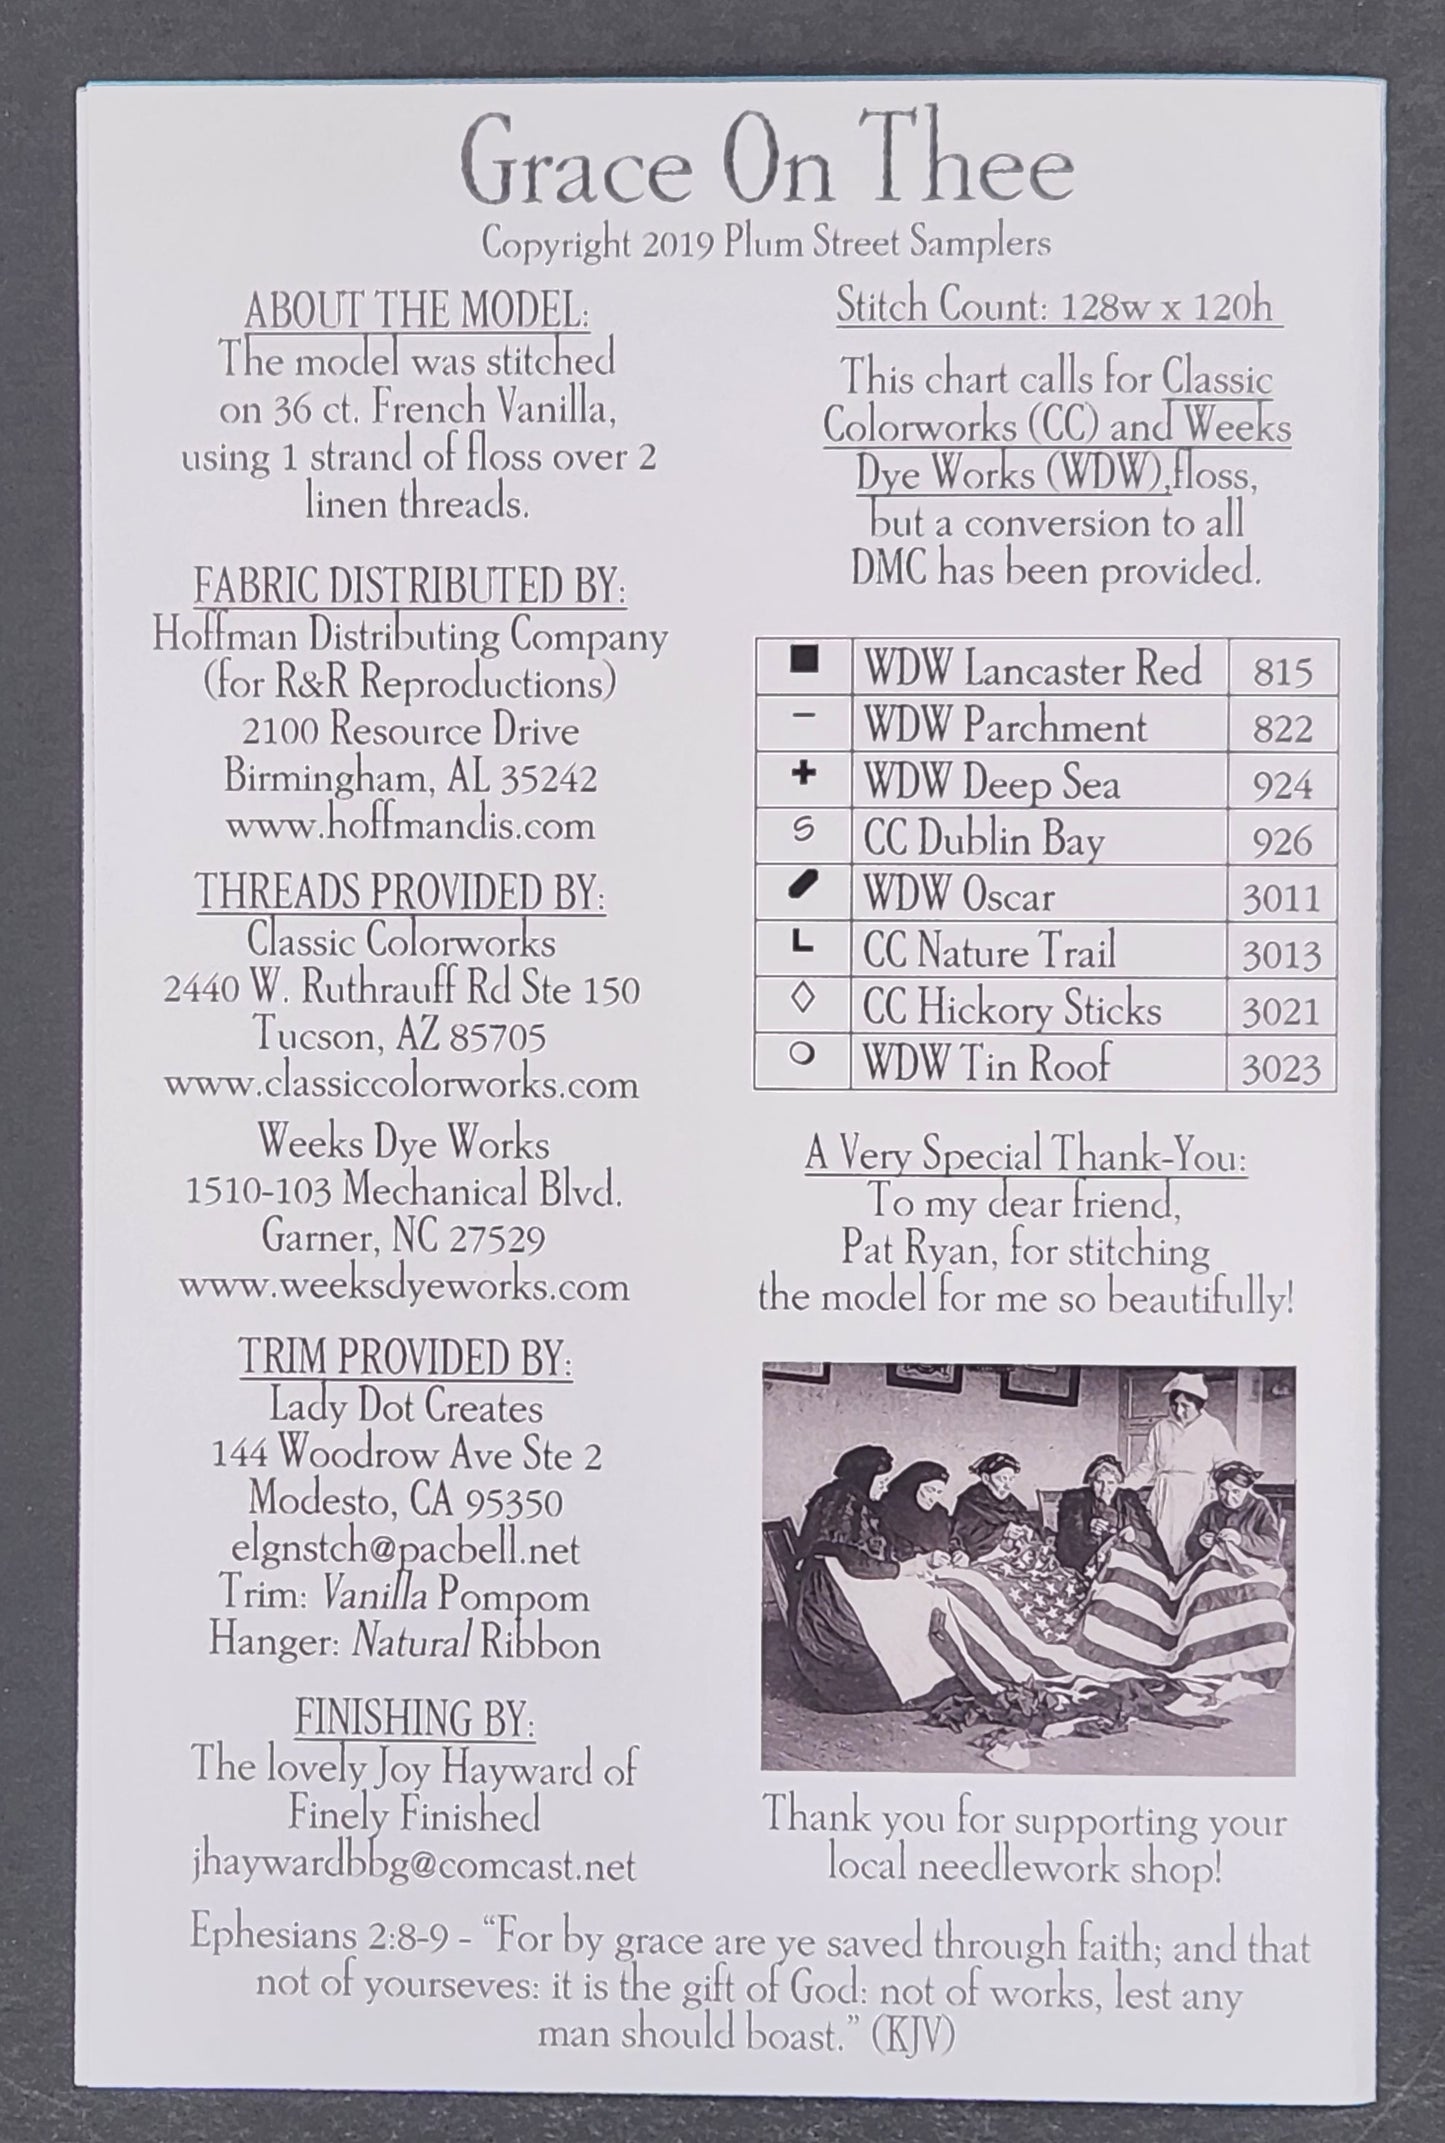 Grace On Thee
Copyright 2019 Plum Street Samplers
ABOUT THE MODEL:
The model was stitched
on 36 ct. French Vanilla,
using 1 strand of floss over 2
linen threads.
FABRIC DISTRIBUTED BY:
Hoffman Distributing Company
(for R&R Reproductions)
2100 Resource Drive
Birmingham, AL 35242
www.hoffmandis.com
THREADS PROVIDED BY:
Classic Colorworks
2440 W. Ruthrauff Rd Ste 150
Tucson, AZ 85705
www.classiccolorworks.com
Weeks Dye Works
1510-103 Mechanical Blvd.
Garner, NC 27529
www.weeksdyeworks.com
TRIM PROVIDED BY:
Lady Dot Creates
144 Woodrow Ave Ste 2
Modesto, CA 95350
elgnstch@pacbell.net
Trim: Vanilla Pompom
Hanger: Natural Ribbon
FINISHING BY:
The lovely Joy Hayward of
Finely Finished
jhaywardbbg@comcast.net
Stitch Count: 128w x 120h
This chart calls for Classic
Colorworks (CC) and Weeks
Dye Works (WDW),floss,
but a conversion to all
DMC has been provided.
■ WDW Lancaster Red 815
– WDW Parchment 822
+ WDW Deep Sea 924
S CC Dublin Bay 926
WDW Oscar 3011
L CC Nature Trail 3013
◇ CC Hickory Sticks 3021
○ WDW Tin Roof 3023
A Very Special Thank-You:
To my dear friend,
Pat Ryan, for stitching
the model for me so beautifully!
Thank you for supporting your
local needlework shop!
Ephesians 2:8-9 - “For by grace are ye saved through faith; and that
not of yourseves: it is the gift of God: not of works, lest any
man should boast.” (KJV)